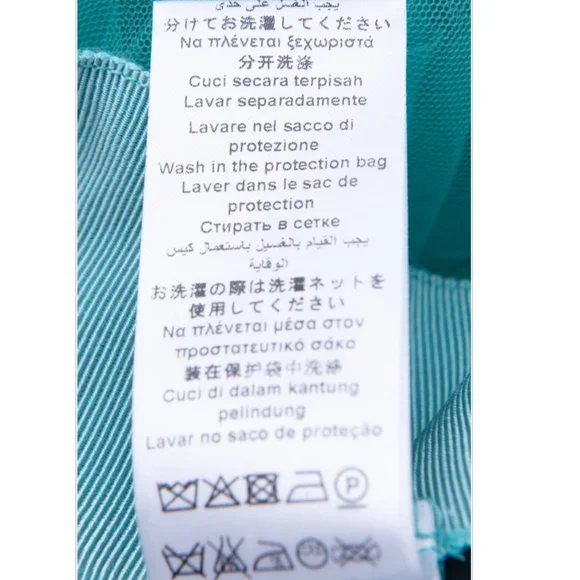 يجب الغسل على حدى
分けてお洗濯してください
Να πλένεται ξεχωριστά
分开洗涤
Cuci secara terpisah
Lavar separadamente
Lavare nel sacco di
protezione
Wash in the protection bag
Laver dans le sac de
protection
Стирать в сетке
يجب القيام بالغسيل باستعمال كيس
الوقاية
お洗濯の際は洗濯ネットを
使用してください
Να πλένεται μέσα στον
προστατευτικό σάκο
装在保护袋中洗涤
Cuci di dalam kantung
pelindung
Lavar no saco de proteção
P